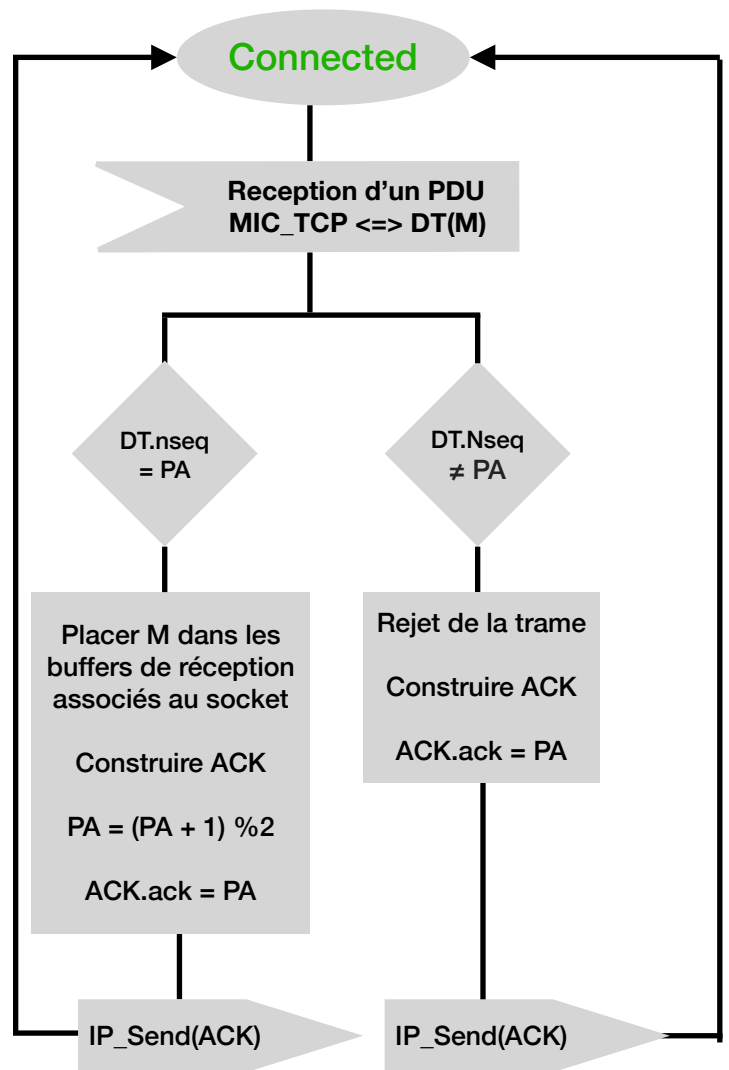 Connected
Reception d’un PDU
MIC_TCP <=> DT(M)
DT.nseq
= PA
DT.Nseq
≠ PA
Placer M dans les
buffers de réception
associés au socket
Construire ACK
PA = (PA + 1) %2
ACK.ack = PA
Rejet de la trame
Construire ACK
ACK.ack = PA
IP_Send(ACK)
IP_Send(ACK)